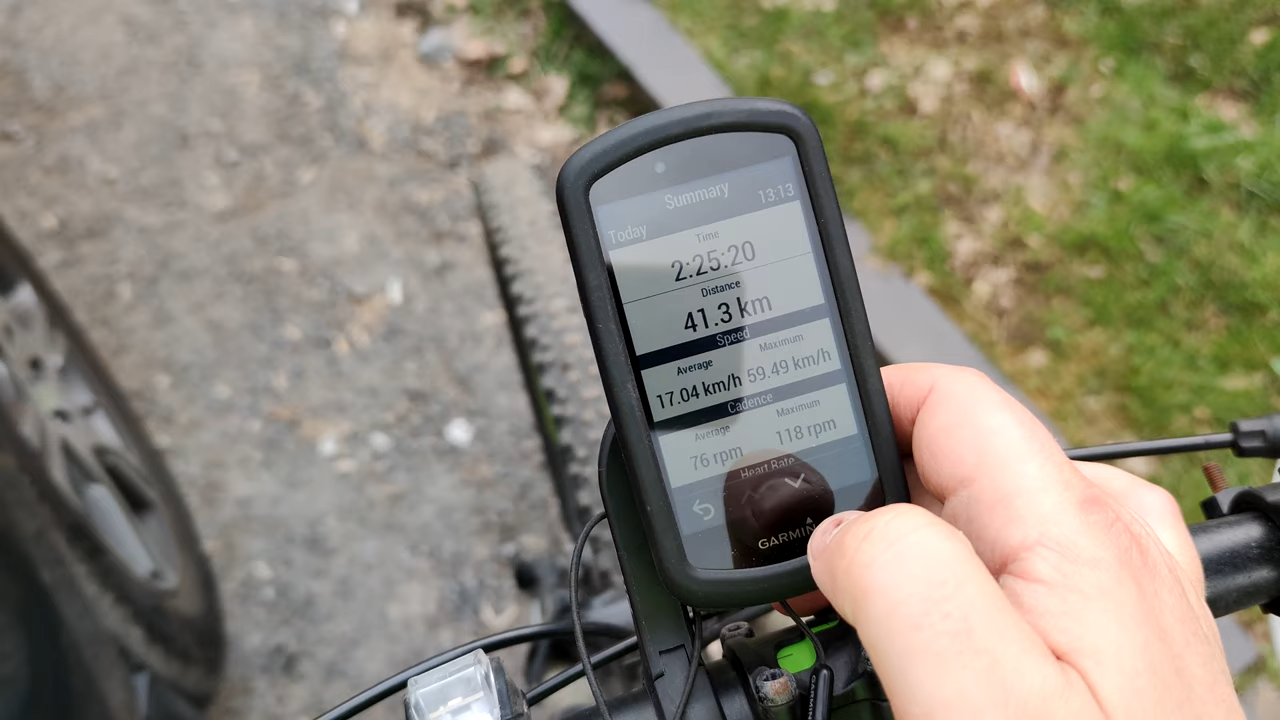 Summary 13:13
Today
Time
2:25:20
Distance
41.3 km
Speed
Average Maximum
17.04 km/h 59.49 km/h
Cadence
Average Maximum
76 rpm 118 rpm
Heart Rate
GARMIN
GARMIN